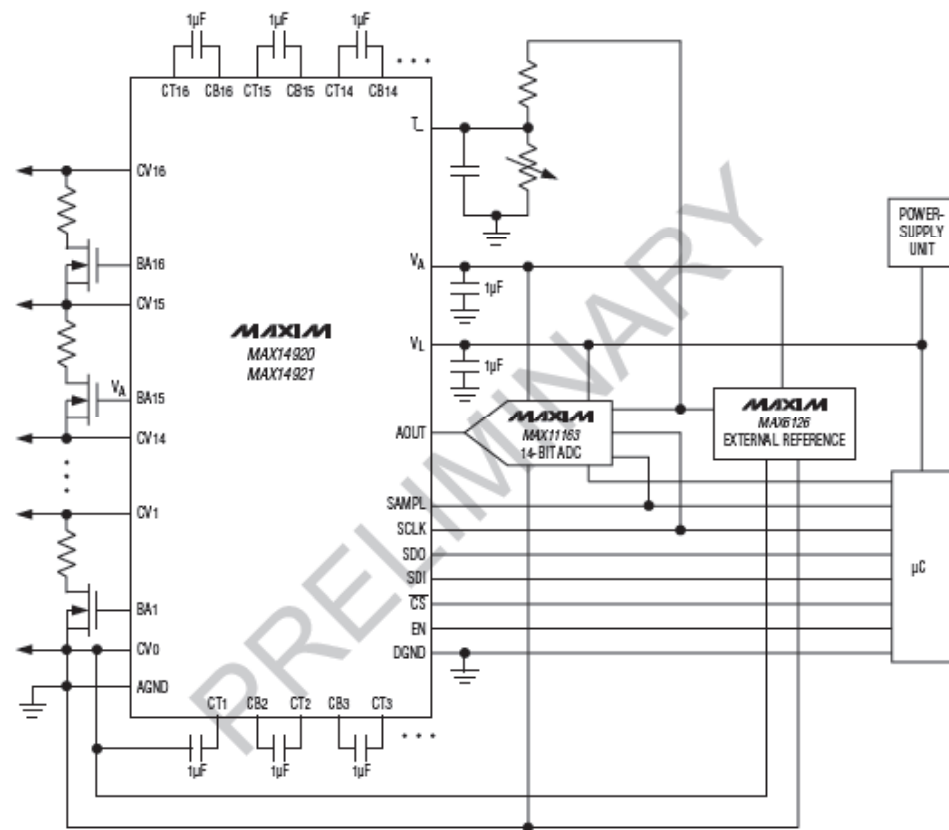 1µF 1µF 1µF
CT16 CB16 CT15 CB15 CT14 CB14
T_
CV16
POWER-
SUPPLY
UNIT
BA16
VA
1µF
CV15
MAXIM
MAX14920
MAX14921
VL
1µF
VA
BA15
MAXIM
MAX11163
14-BIT ADC
MAXIM
MAX6126
EXTERNAL REFERENCE
AOUT
CV14
SAMPL
CV1
SCLK
SDO
µC
SDI
CS
BA1
EN
CV0
DGND
AGND
CT1 CB2 CT2 CB3 CT3
1µF 1µF 1µF
PRELIMINARY